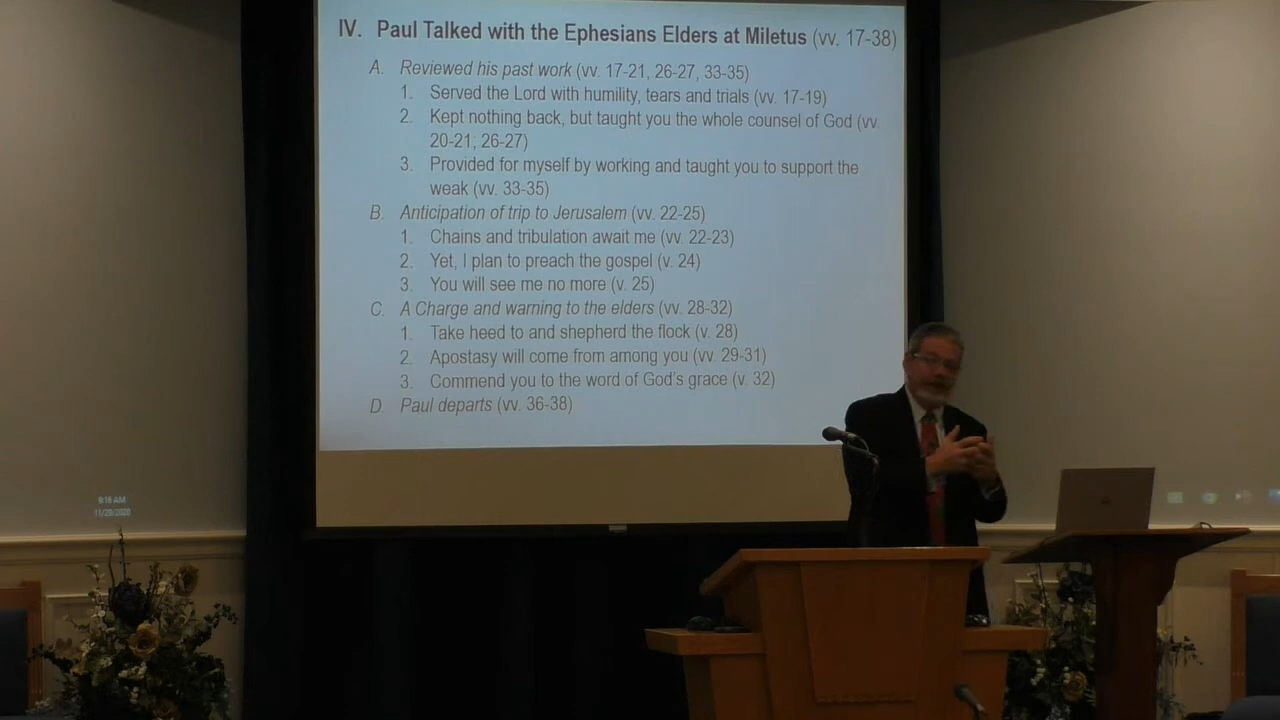 IV. Paul Talked with the Ephesians Elders at Miletus (vv. 17-38)
A. Reviewed his past work (vv. 17-21, 26-27, 33-35)
1. Served the Lord with humility, tears and trials (vv. 17-19)
2. Kept nothing back, but taught you the whole counsel of God (vv.
20-21; 26-27)
3. Provided for myself by working and taught you to support the
weak (vv. 33-35)
B. Anticipation of trip to Jerusalem (vv. 22-25)
1. Chains and tribulation await me (vv. 22-23)
2. Yet, I plan to preach the gospel (v. 24)
3. You will see me no more (v. 25)
C. A Charge and warning to the elders (vv. 28-32)
1. Take heed to and shepherd the flock (v. 28)
2. Apostasy will come from among you (vv. 29-31)
3. Commend you to the word of God's grace (v. 32)
D. Paul departs (vv. 36-38)
9:16 AM
11/29/2020